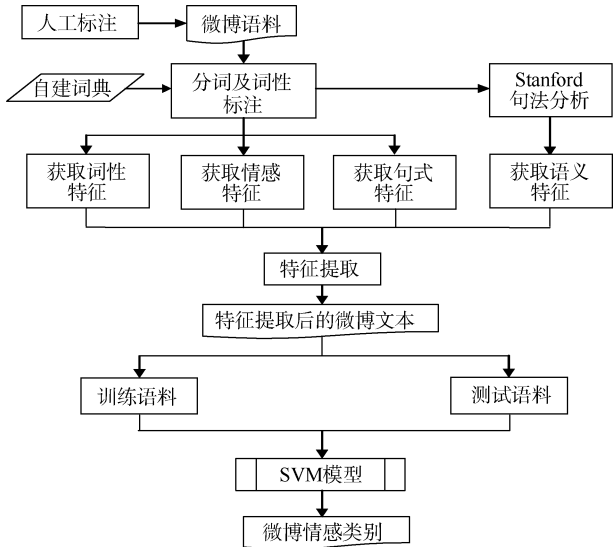 人工标注
微博语料
自建词典
分词及词性
标注
Stanford
句法分析
获取词性
特征
获取情感
特征
获取句式
特征
获取语义
特征
特征提取
特征提取后的微博文本
训练语料
测试语料
SVM模型
微博情感类别